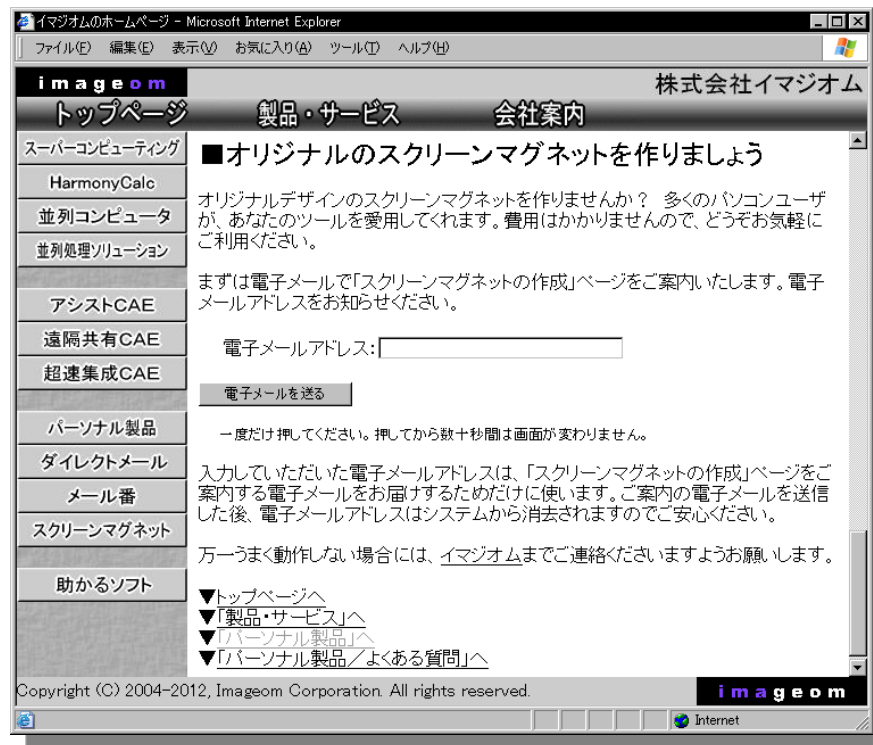 イマジオムのホームページ - Microsoft Internet Explorer
ファイル(F) 編集(E) 表示(V) お気に入り(A) ツール(T) ヘルプ(H)
imageom
株式会社イマジオム
トップページ 製品・サービス 会社案内
スーパーコンピューティング
HarmonyCalc
並列コンピュータ
並列処理ソリューション
アシストCAE
遠隔共有CAE
超速集成CAE
パーソナル製品
ダイレクトメール
メール番
スクリーンマグネット
助かるソフト
■オリジナルのスクリーンマグネットを作りましょう
オリジナルデザインのスクリーンマグネットを作りませんか? 多くのパソコンユーザ
が、あなたのツールを愛用してくれます。費用はかかりませんので、どうぞお気軽に
ご利用ください。
まずは電子メールで「スクリーンマグネットの作成」ページをご案内いたします。電子
メールアドレスをお知らせください。
電子メールアドレス:
電子メールを送る
一度だけ押してください。押してから数十秒間は画面が変わりません。
入力していただいた電子メールアドレスは、「スクリーンマグネットの作成」ページをご
案内する電子メールをお届けするためだけに使います。ご案内の電子メールを送信
した後、電子メールアドレスはシステムから消去されますのでご安心ください。
万一うまく動作しない場合には、イマジオムまでご連絡くださいますようお願いします。
▼トップページへ
▼「製品・サービス」へ
▼「パーソナル製品」へ
▼「パーソナル製品/よくある質問」へ
Copyright (C) 2004-2012, Imageom Corporation. All rights reserved.
imageom
Internet